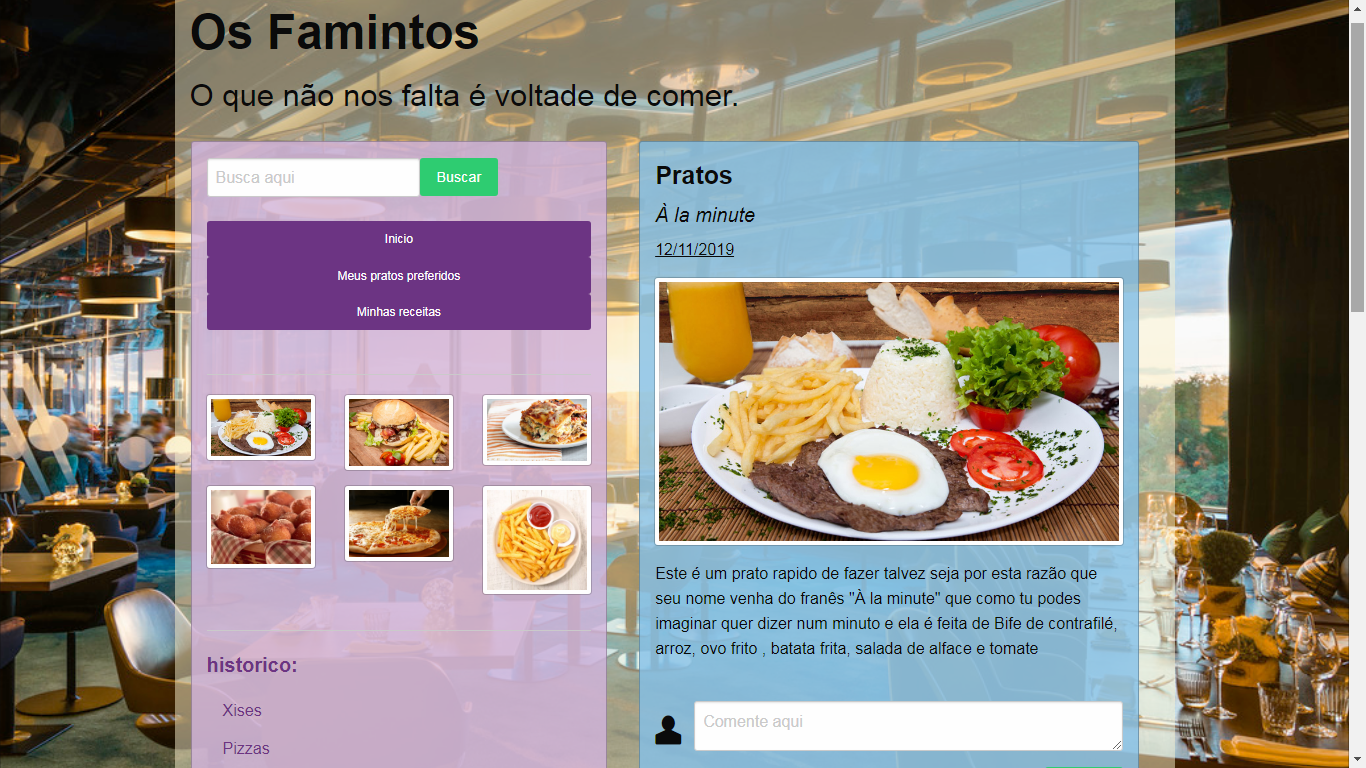 Os Famintos
O que não nos falta é voltade de comer.
Busca aqui
Buscar
Inicio
Meus pratos preferidos
Minhas receitas
historico:
Xises
Pizzas
Pratos
À la minute
12/11/2019
Este é um prato rapido de fazer talvez seja por esta razão que
seu nome venha do franês "À la minute" que como tu podes
imaginar quer dizer num minuto e ela é feita de Bife de contrafilé,
arroz, ovo frito , batata frita, salada de alface e tomate
Comente aqui